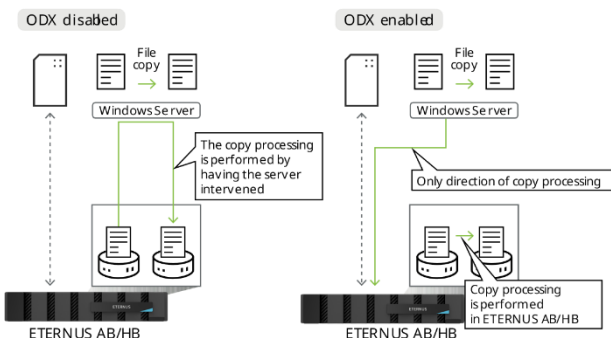 ODX disabled
File
copy
Windows Server
The copy processing
is performed by
having the server
intervened
ETERNUS
ETERNUS AB/HB
ODX enabled
File
copy
Windows Server
Only direction of copy processing
Copy processing
is performed
in ETERNUS AB/HB
ETERNUS
ETERNUS AB/HB